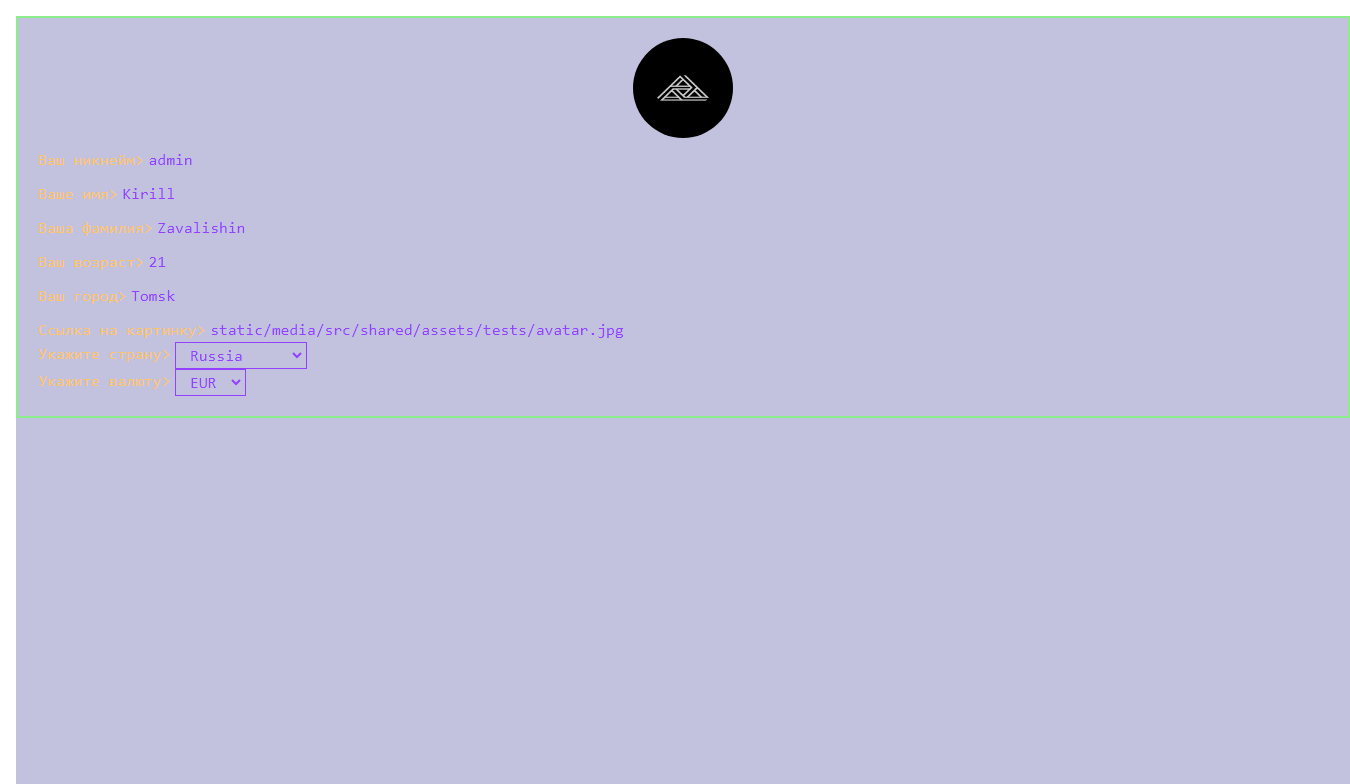 Ваш никнейм> admin
Ваше имя> Kirill
Ваша фамилия> Zavalishin
Ваш возраст> 21
Ваш город> Tomsk
Ссылка на картинку> static/media/src/shared/assets/tests/avatar.jpg
Укажите страну> Russia
Укажите валюту> EUR